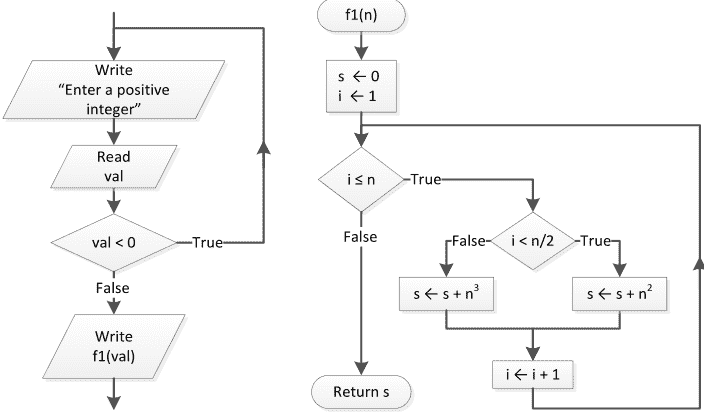 Write
“Enter a positive
integer”
Read
val
val < 0
True
False
Write
f1(val)
f1(n)
s ← 0
i ← 1
i ≤ n
True
False
i < n/2
False
True
s ← s + n³
s ← s + n²
i ← i + 1
Return s